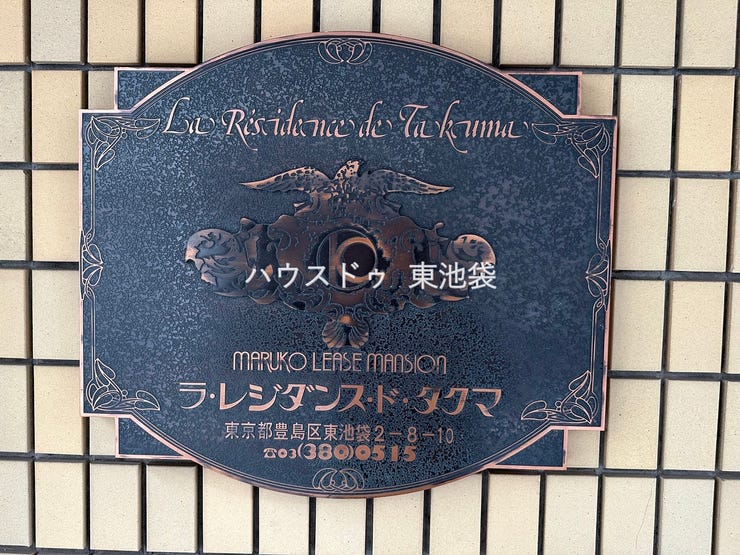 La Résidence de Takuma
ハウスドゥ 東池袋
MARUKO LEASE MANSION
ラ・レジダンス・ド・タクマ
東京都豊島区東池袋2-8-10
☎03(380)0515